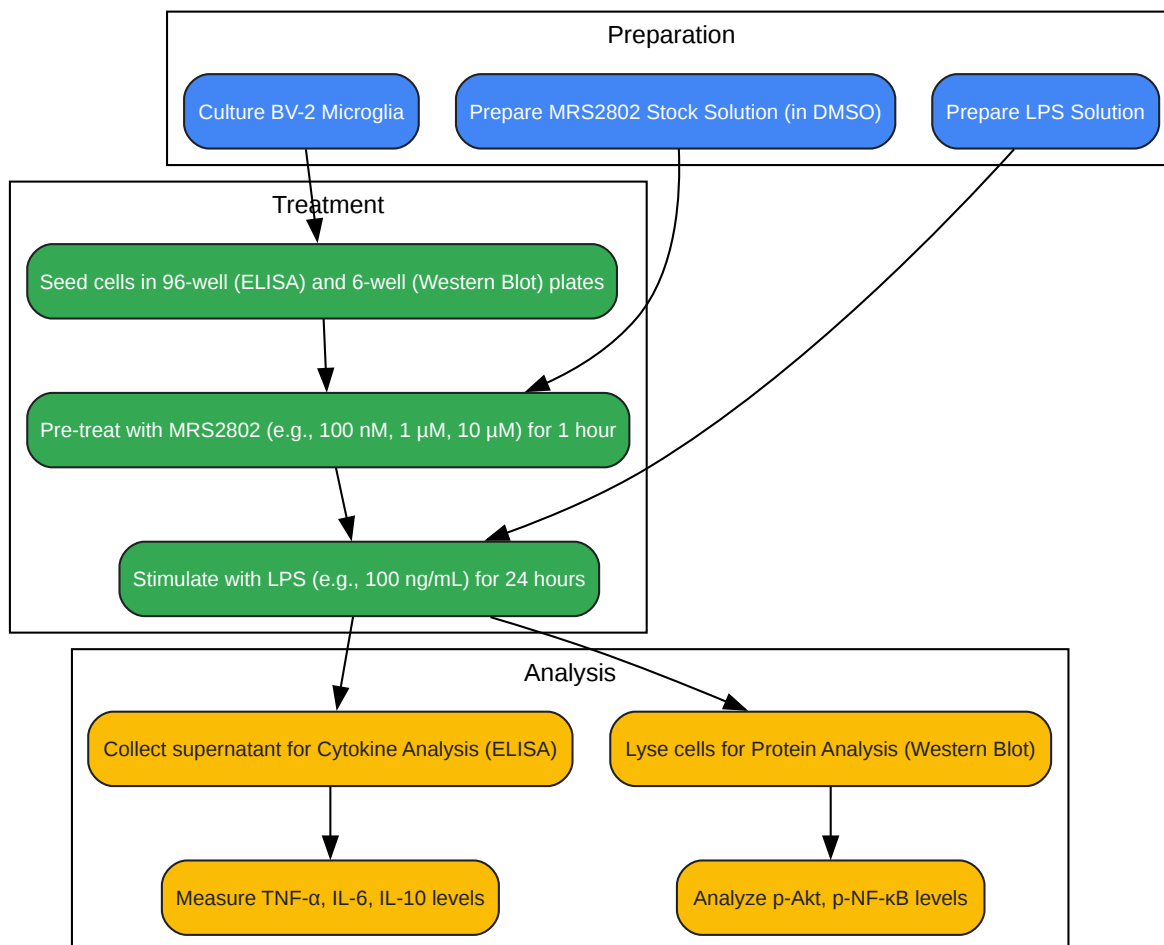 Preparation
Culture BV-2 Microglia
Prepare MRS2802 Stock Solution (in DMSO)
Prepare LPS Solution
Treatment
Seed cells in 96-well (ELISA) and 6-well (Western Blot) plates
Pre-treat with MRS2802 (e.g., 100 nM, 1 µM, 10 µM) for 1 hour
Stimulate with LPS (e.g., 100 ng/mL) for 24 hours
Analysis
Collect supernatant for Cytokine Analysis (ELISA)
Lyse cells for Protein Analysis (Western Blot)
Measure TNF-α, IL-6, IL-10 levels
Analyze p-Akt, p-NF-κB levels